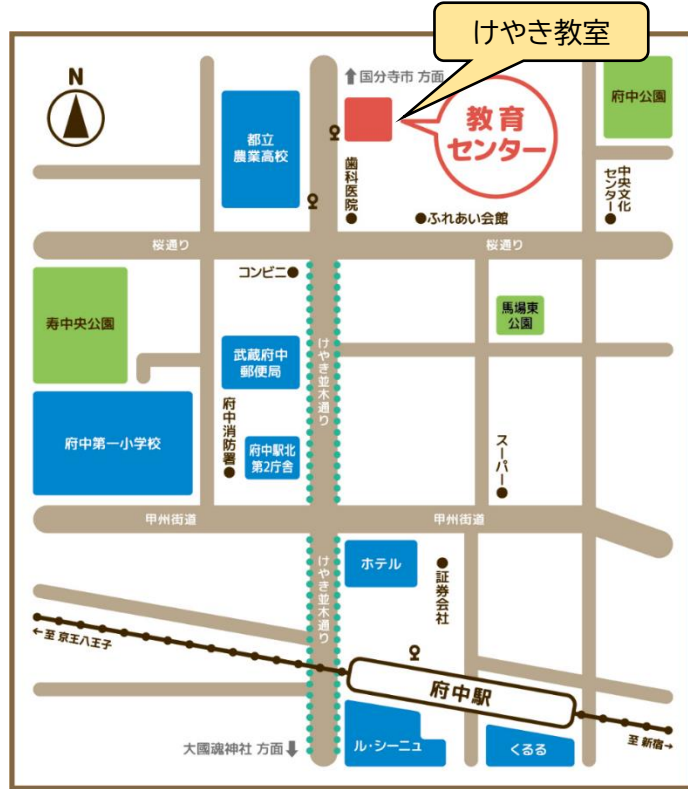 けやき教室
N
国分寺市 方面
府中公園
都立
農業高校
教育
センター
歯科医院
中央文化
センター
ふれあい会館
桜通り
桜通り
コンビニ
寿中央公園
馬場東
公園
けやき並木通り
武蔵府中
郵便局
府中第一小学校
府中消防署
府中駅北
第2庁舎
スーパー
甲州街道
甲州街道
ホテル
けやき並木通り
証券会社
←至 京王八王子
府中駅
大國魂神社 方面
ル・シーニュ
くるる
至 新宿→